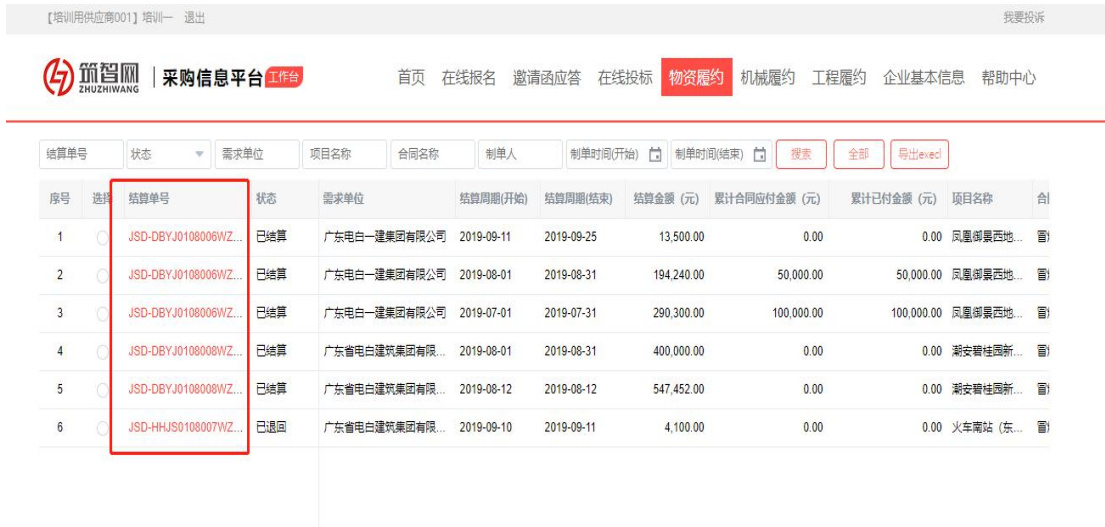 【培训用供应商001】培训一 退出 我要投诉
筑智网 ZHUZHIWANG 采购信息平台 工作台 首页 在线报名 邀请函应答 在线投标 物资履约 机械履约 工程履约 企业基本信息 帮助中心
结算单号 状态 需求单位 项目名称 合同名称 制单人 制单时间(开始) 制单时间(结束) 搜索 全部 导出execl
序号 选择 结算单号 状态 需求单位 结算周期(开始) 结算周期(结束) 结算金额（元） 累计合同应付金额（元） 累计已付金额（元） 项目名称
1 JSD-DBYJ0108006WZ... 已结算 广东电白一建集团有限公司 2019-09-11 2019-09-25 13,500.00 0.00 0.00 凤凰御景西地...
2 JSD-DBYJ0108006WZ... 已结算 广东电白一建集团有限公司 2019-08-01 2019-08-31 194,240.00 50,000.00 50,000.00 凤凰御景西地...
3 JSD-DBYJ0108006WZ... 已结算 广东电白一建集团有限公司 2019-07-01 2019-07-31 290,300.00 100,000.00 100,000.00 凤凰御景西地...
4 JSD-DBYJ0108008WZ... 已结算 广东省电白建筑集团有限... 2019-08-01 2019-08-31 400,000.00 0.00 0.00 潮安碧桂园新...
5 JSD-DBYJ0108008WZ... 已结算 广东省电白建筑集团有限... 2019-08-12 2019-08-12 547,452.00 0.00 0.00 潮安碧桂园新...
6 JSD-HHJS0108007WZ... 已退回 广东省电白建筑集团有限... 2019-09-10 2019-09-11 4,100.00 0.00 0.00 火车南站（东...